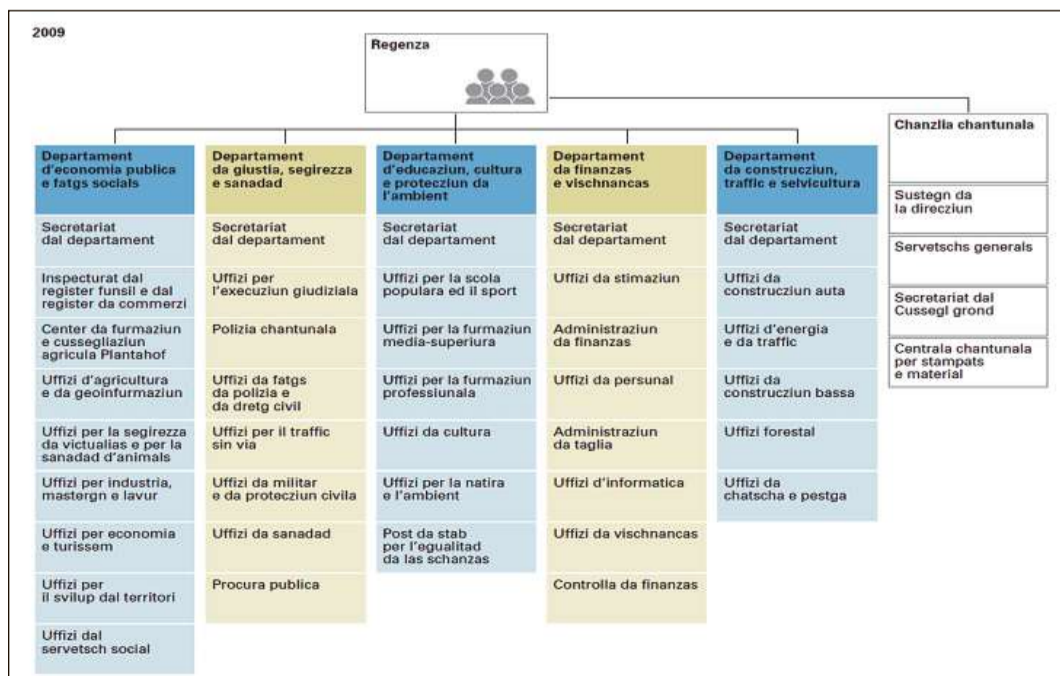 2009
Regenza
Departament
d'economia publica
e fatgs socials
Secretariat
dal departament
Inspecturat dal
register funsil e dal
register da commerzi
Center da furmaziun
e cussegliaziun
agricula Plantahof
Uffizi d'agricultura
e da geoinfurmaziun
Uffizi per la segirezza
da victualias e per la
sanadad d'animals
Uffizi per industria,
mastergn e lavur
Uffizi per economia
e turissem
Uffizi per
il svilup dal territori
Uffizi dal
servetsch social
Departament
da giustia, segirezza
e sanadad
Secretariat
dal departament
Uffizi per
l'execuziun giudiziala
Polizia chantunala
Uffizi da fatgs
da polizia e
da dretg civil
Uffizi per il traffic
sin via
Uffizi da militar
e da protecziun civila
Uffizi da sanadad
Procura publica
Departament
d'educaziun, cultura
e protecziun da
l'ambient
Secretariat
dal departament
Uffizi per la scola
populara ed il sport
Uffizi per la furmaziun
media-superiura
Uffizi per la furmaziun
professiunala
Uffizi da cultura
Uffizi per la natira
e l'ambient
Post da stab
per l'egualitad
da las schanzas
Departament
da finanzas
e vischnancas
Secretariat
dal departament
Uffizi da stimaziun
Administraziun
da finanzas
Uffizi da persunal
Administraziun
da taglia
Uffizi d'informatica
Uffizi da vischnancas
Controlla da finanzas
Departament
da construcziun,
traffic e selvicultura
Secretariat
dal departament
Uffizi da
construcziun auta
Uffizi d'energia
e da traffic
Uffizi da
construcziun bassa
Uffizi forestal
Uffizi da
chatscha e pestga
Chanzlia chantunala
Sustegn da
la direcziun
Servetschs generals
Secretariat dal
Cussegl grond
Centrala chantunala
per stampats
e material